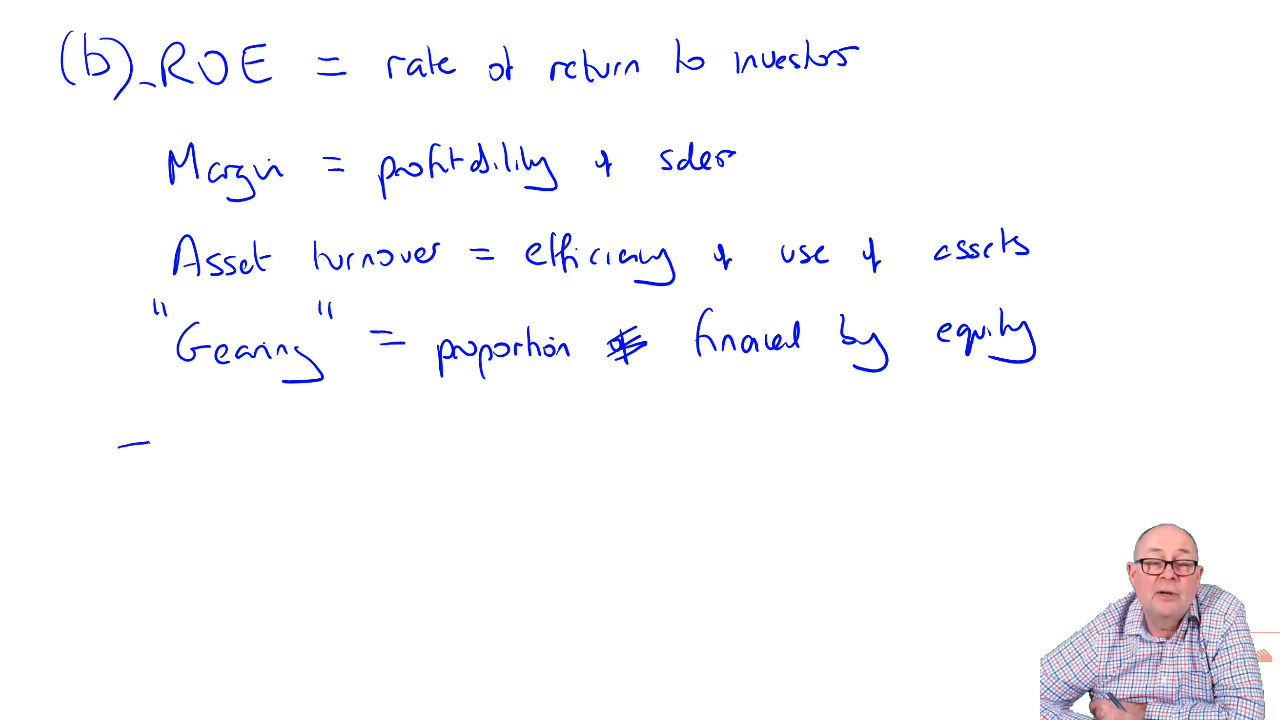 (b) ROE = rate of return to investors
Margin = profitability of sales
Asset turnover = efficiency of use of assets
"Gearing" = proportion financed by equity